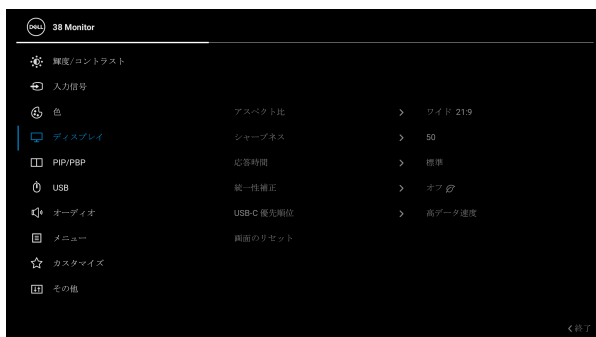 DELL 38 Monitor
輝度/コントラスト
入力信号
色
アスペクト比 ワイド 21:9
ディスプレイ シャープネス 50
PIP/PBP 応答時間 標準
USB 統一性補正 オフ
オーディオ USB-C 優先順位 高データ速度
メニュー 画面のリセット
カスタマイズ
その他
終了